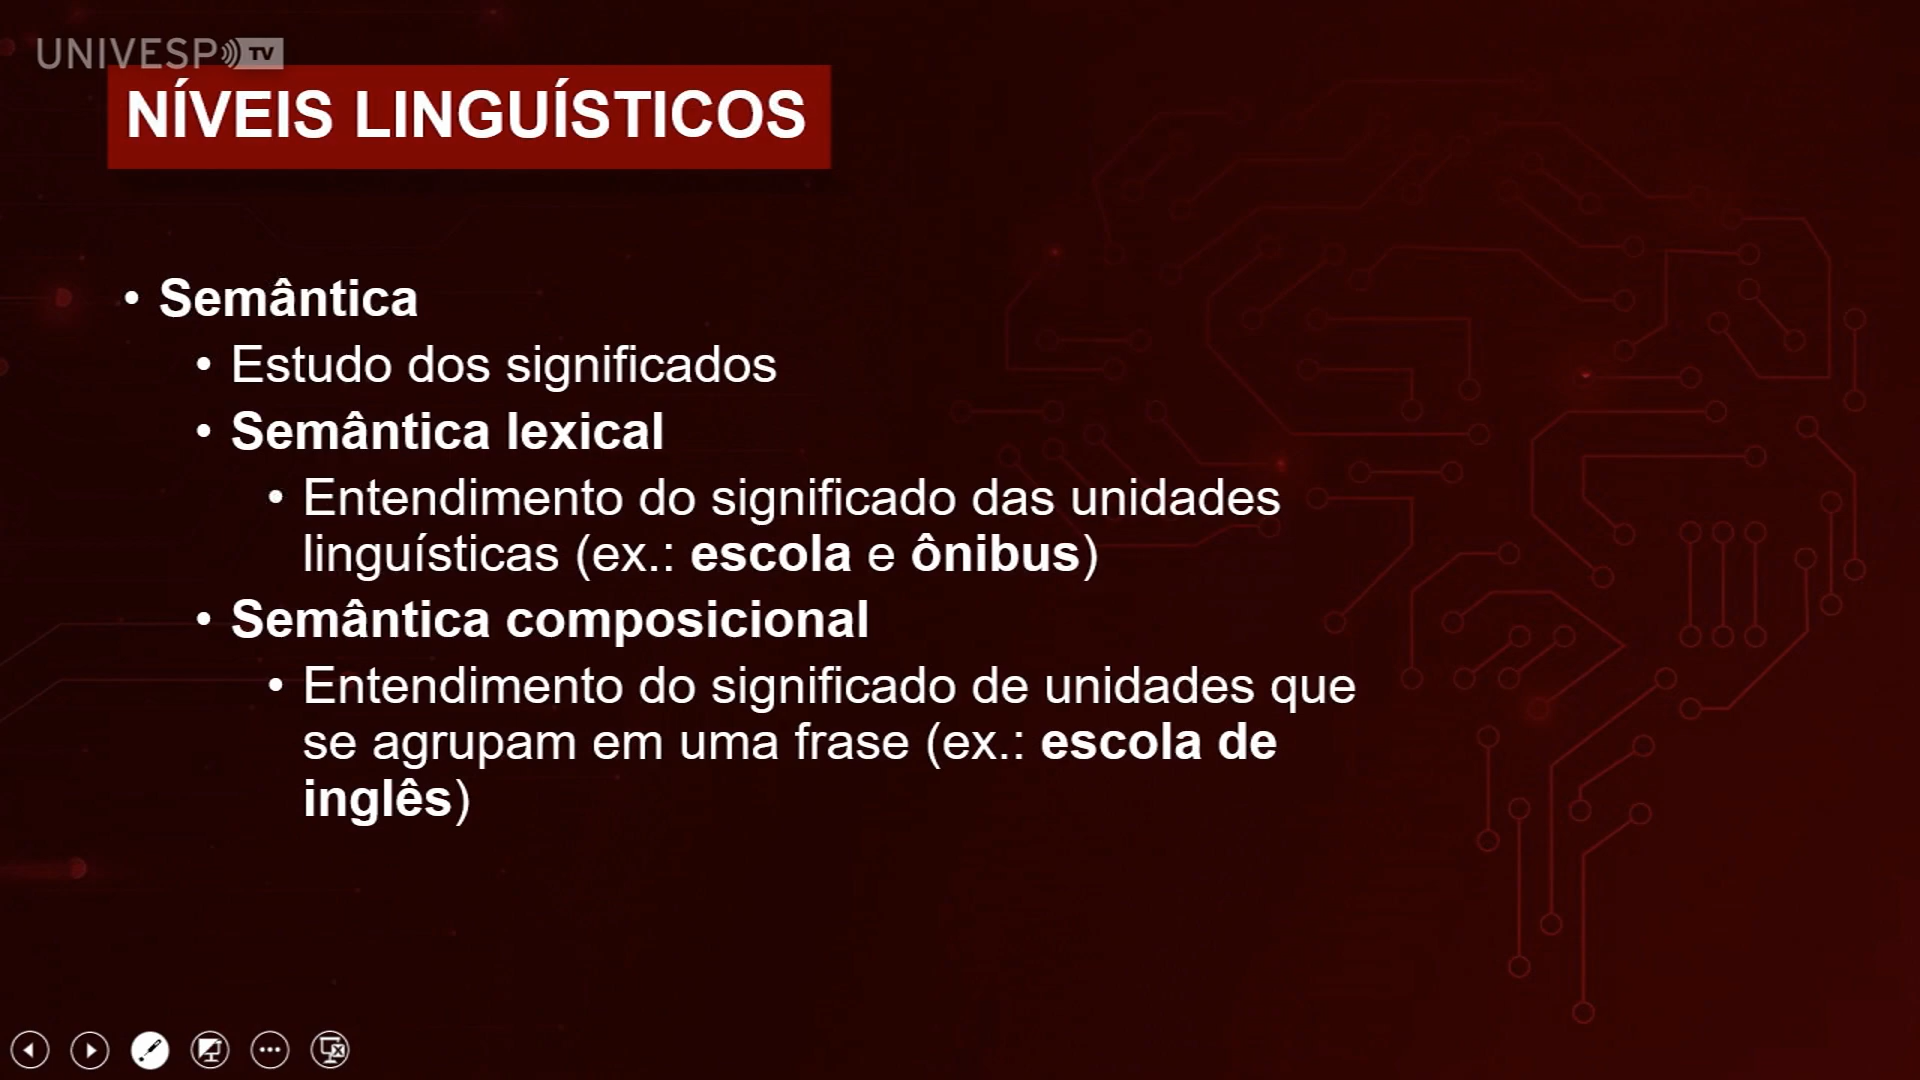 UNIVESP TV
NÍVEIS LINGUÍSTICOS
• Semântica
• Estudo dos significados
• Semântica lexical
• Entendimento do significado das unidades
linguísticas (ex.: escola e ônibus)
• Semântica composicional
• Entendimento do significado de unidades que
se agrupam em uma frase (ex.: escola de
inglês)